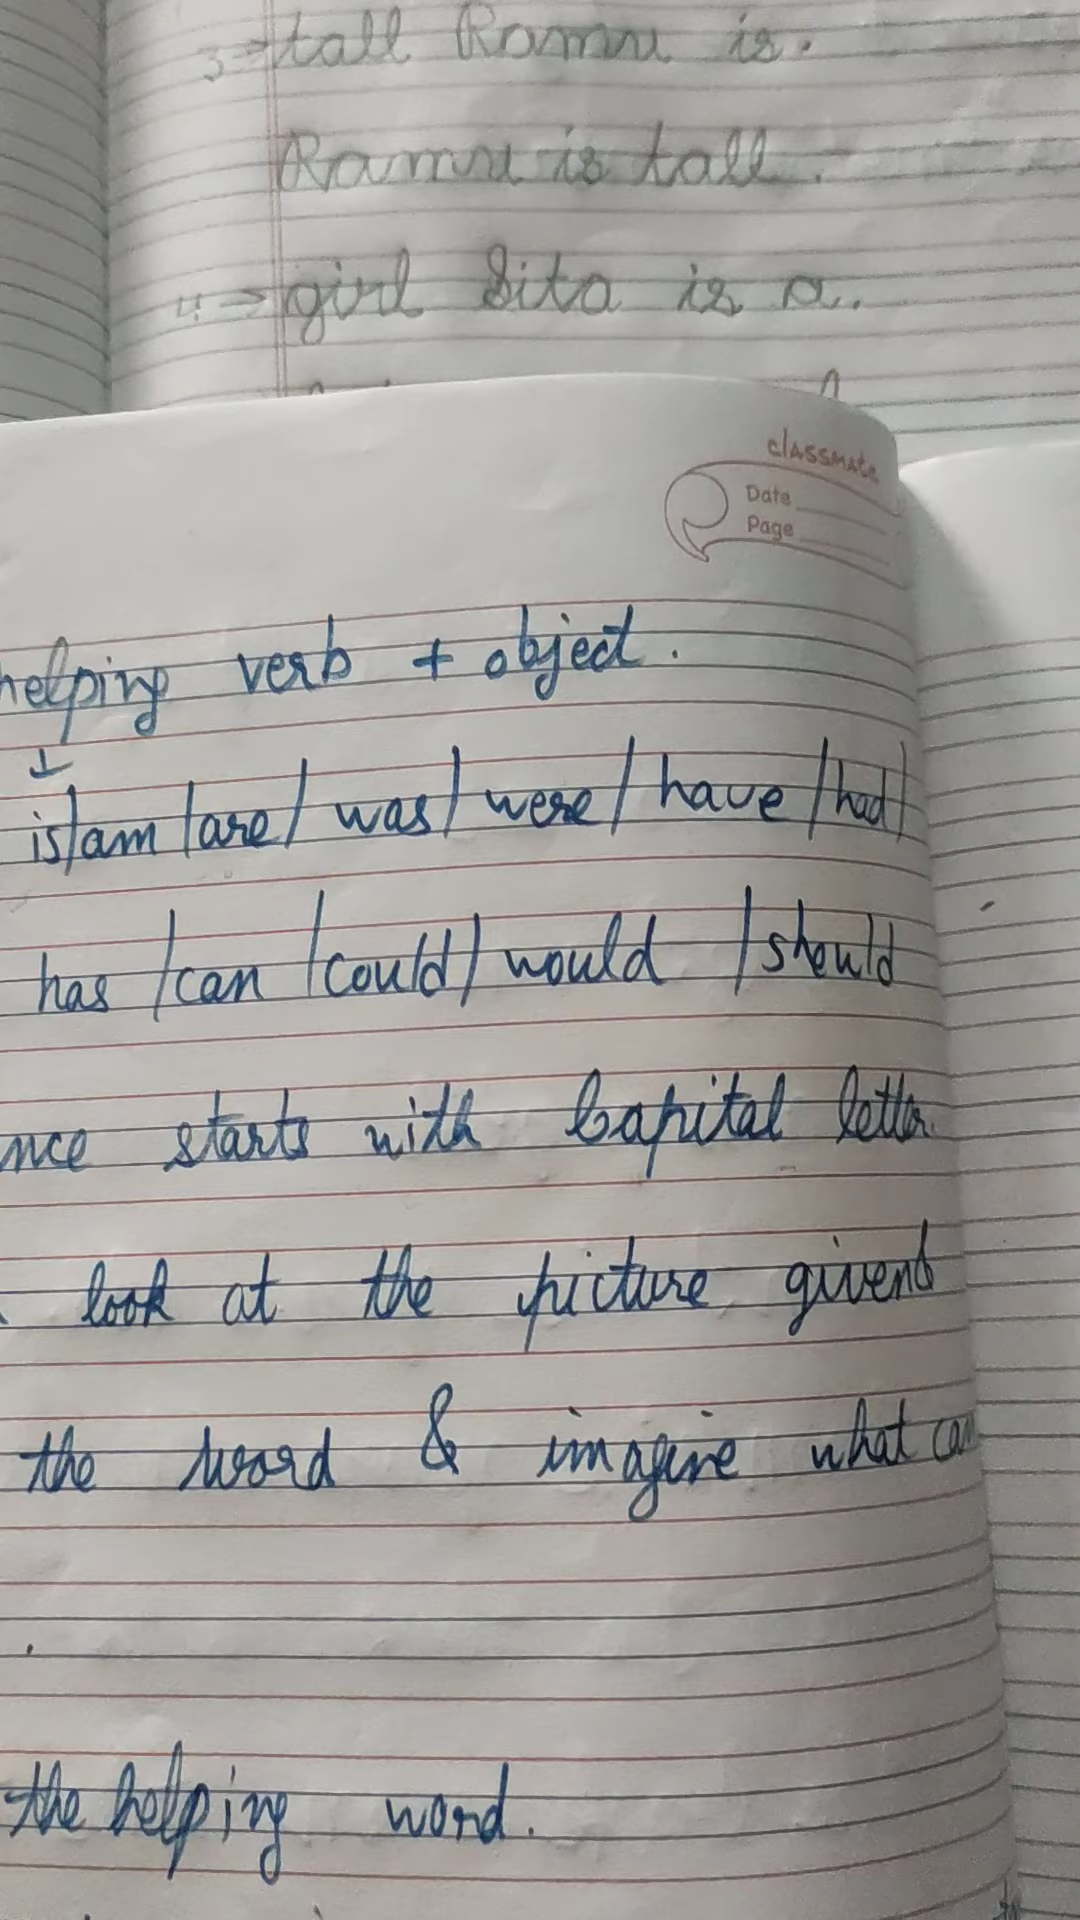 3 → tall Ramu is.
Ramu is tall.
4 → girl Sita is a.
classmate
Date
Page
helping verb + object.
↓
is/am/are/was/were/have/had/
has/can/could/would/should
nce starts with Capital letter.
look at the picture given
the word & imagine what can
the helping word.